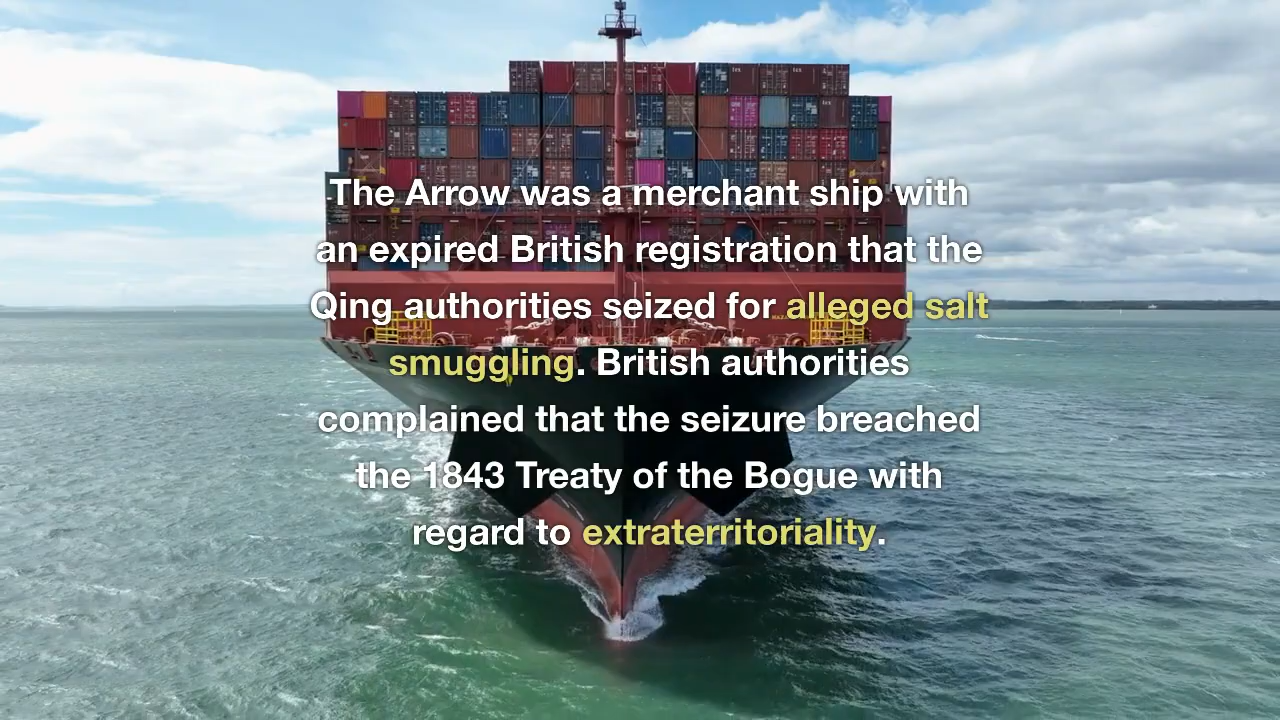 The Arrow was a merchant ship with
an expired British registration that the
Qing authorities seized for alleged salt
smuggling. British authorities
complained that the seizure breached
the 1843 Treaty of the Bogue with
regard to extraterritoriality.